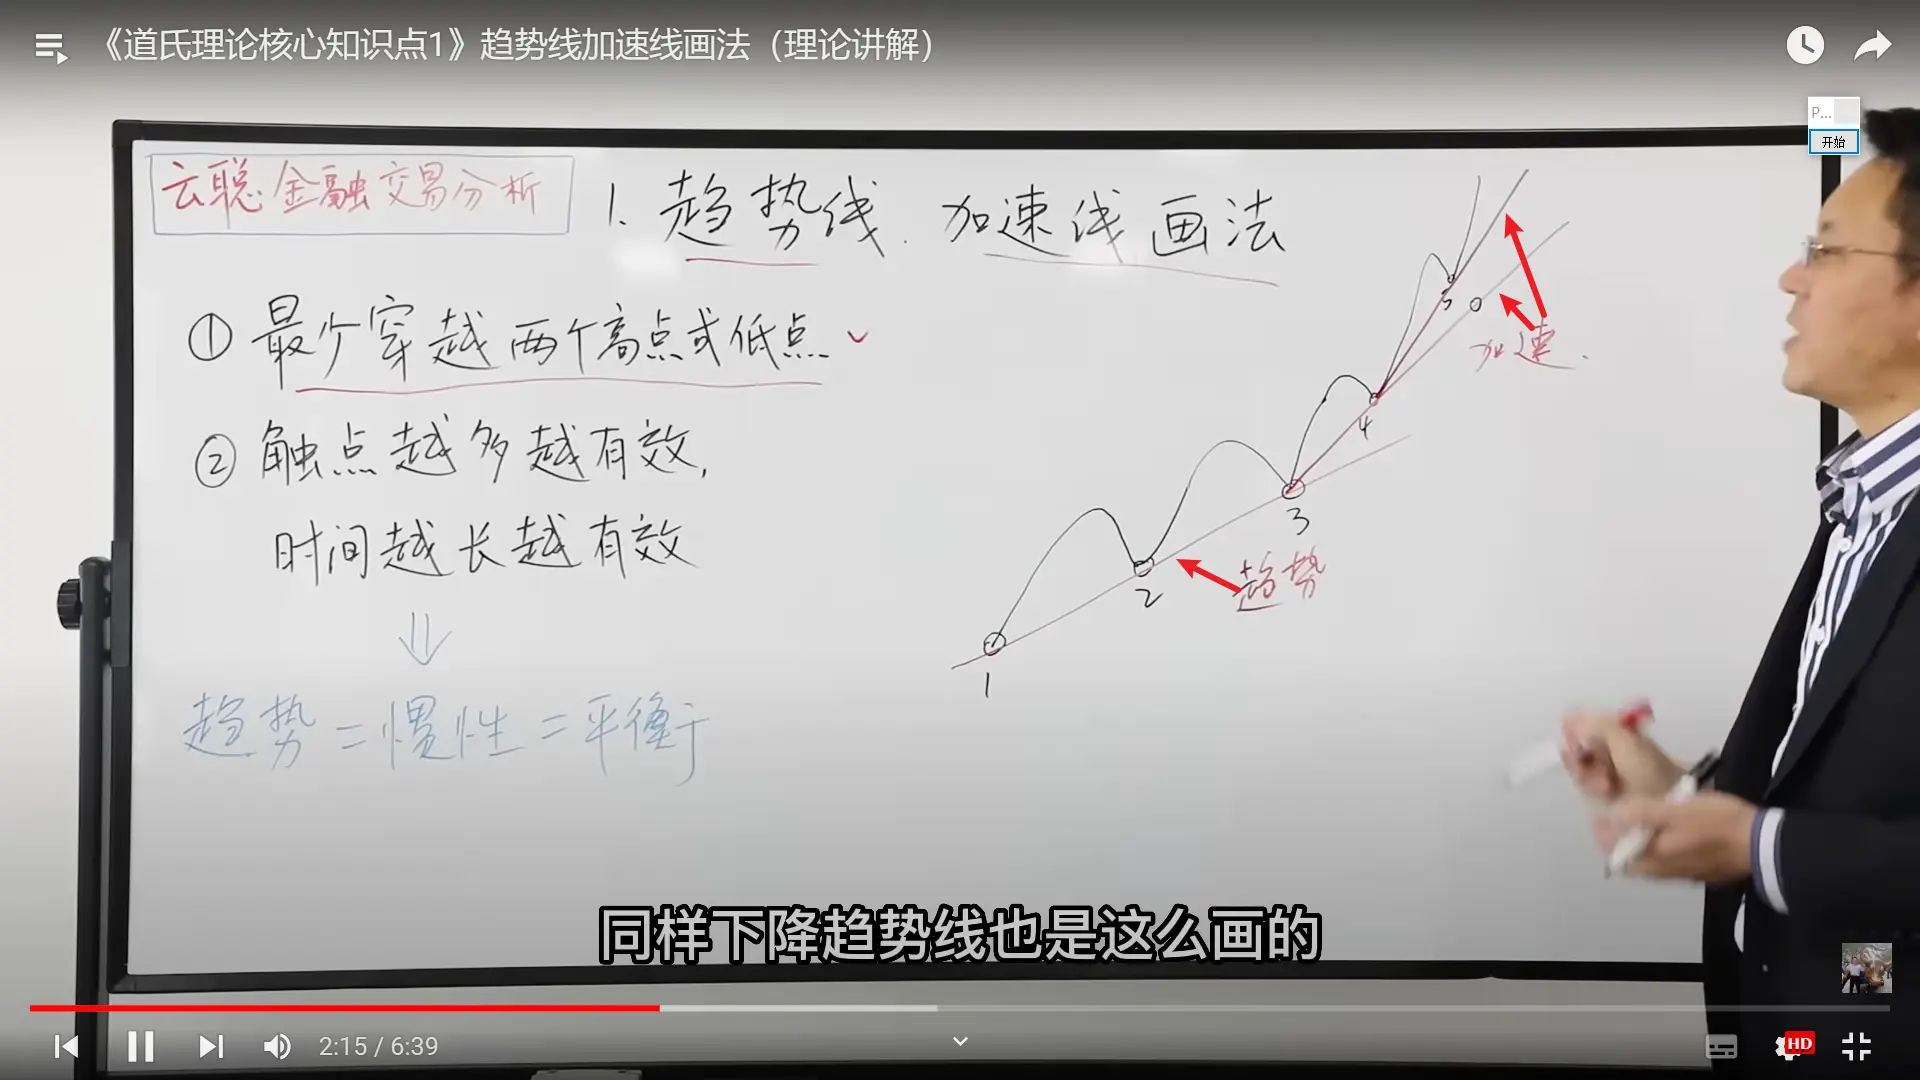 《道氏理论核心知识点1》趋势线加速线画法（理论讲解）
P...
开始
云聪金融交易分析
1. 趋势线.加速线画法
① 最少穿越两个高点或低点
② 触点越多越有效,
时间越长越有效
趋势=惯性=平衡
5
加速.
4
3
趋势
2
1
同样下降趋势线也是这么画的
2:15 / 6:39
HD